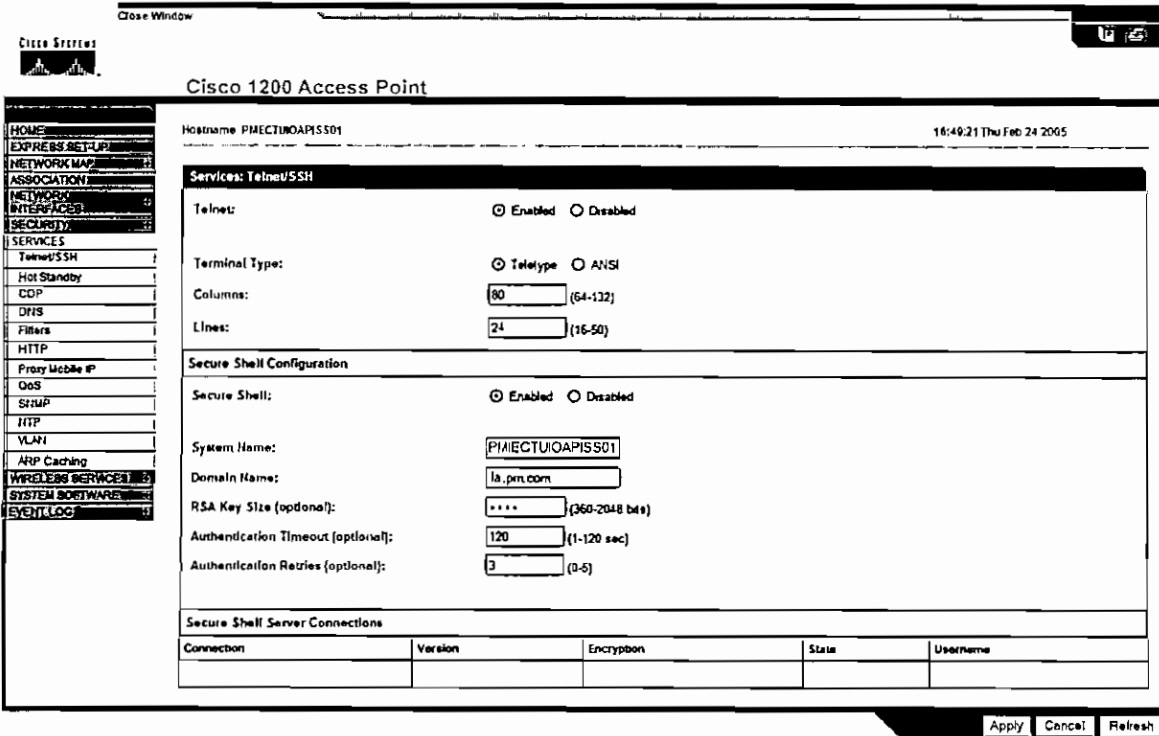 Close Window
CISCO SYSTEMS
Cisco 1200 Access Point
HOME
EXPRESS SET-UP
NETWORK MAP
ASSOCIATION
NETWORK INTERFACES
SECURITY
SERVICES
Telnet/SSH
Hot Standby
CDP
DNS
Filters
HTTP
Proxy Mobile IP
QoS
SNMP
NTP
VLAN
ARP Caching
WIRELESS SERVICES
SYSTEM SOFTWARE
EVENT LOG
Hostname PMECTUIOAPISS01 16:49:21 Thu Feb 24 2005
Services: Telnet/SSH
Telnet: Enabled Disabled
Terminal Type: Teletype ANSI
Columns: 80 (64-132)
Lines: 24 (16-50)
Secure Shell Configuration
Secure Shell: Enabled Disabled
System Name: PMECTUIOAPISS01
Domain Name: la.pm.com
RSA Key Size (optional): **** (360-2048 bits)
Authentication Timeout (optional): 120 (1-120 sec)
Authentication Retries (optional): 3 (0-5)
Secure Shell Server Connections
Connection Version Encryption State Username
Apply Cancel Refresh